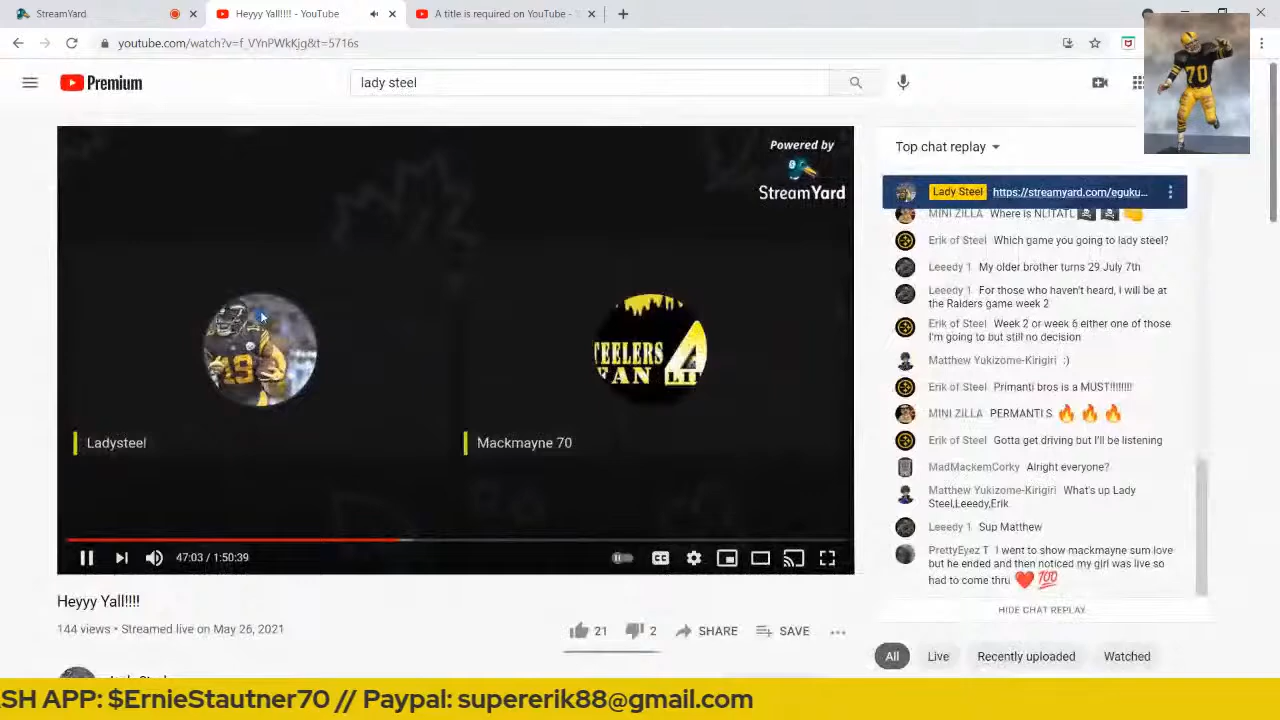 StreamYard
Heyyy Yall!!!! - YouTube
A title is required on YouTube -
youtube.com/watch?v=f_VYnPWkKjg&t=5716s
Premium
lady steel
70
Powered by
StreamYard
19
TEELERS 4
FAN LI
Ladysteel
Mackmayne 70
47:03 / 1:50:39
CC
Heyyy Yall!!!!
144 views • Streamed live on May 26, 2021
21
2
SHARE
SAVE
Top chat replay
Lady Steel https://streamyard.com/eguku...
MINI ZILLA Where is NLITATL
Erik of Steel Which game you going to lady steel?
Leeedy 1 My older brother turns 29 July 7th
Leeedy 1 For those who haven't heard, I will be
at the Raiders game week 2
Erik of Steel Week 2 or week 6 either one of those
I'm going to but still no decision
Matthew Yukizome-Kirigiri :)
Erik of Steel Primanti bros is a MUST!!!!!!!!
MINI ZILLA PERMANTI S 🔥 🔥 🔥
Erik of Steel Gotta get driving but I'll be listening
MadMackemCorky Alright everyone?
Matthew Yukizome-Kirigiri What's up Lady
Steel,Leeedy,Erik
Leeedy 1 Sup Matthew
PrettyEyez T I went to show mackmayne sum love
but he ended and then noticed my girl was live so
had to come thru ❤️ 💯
HIDE CHAT REPLAY
All Live Recently uploaded Watched
ASH APP: $ErnieStautner70 // Paypal: supererik88@gmail.com